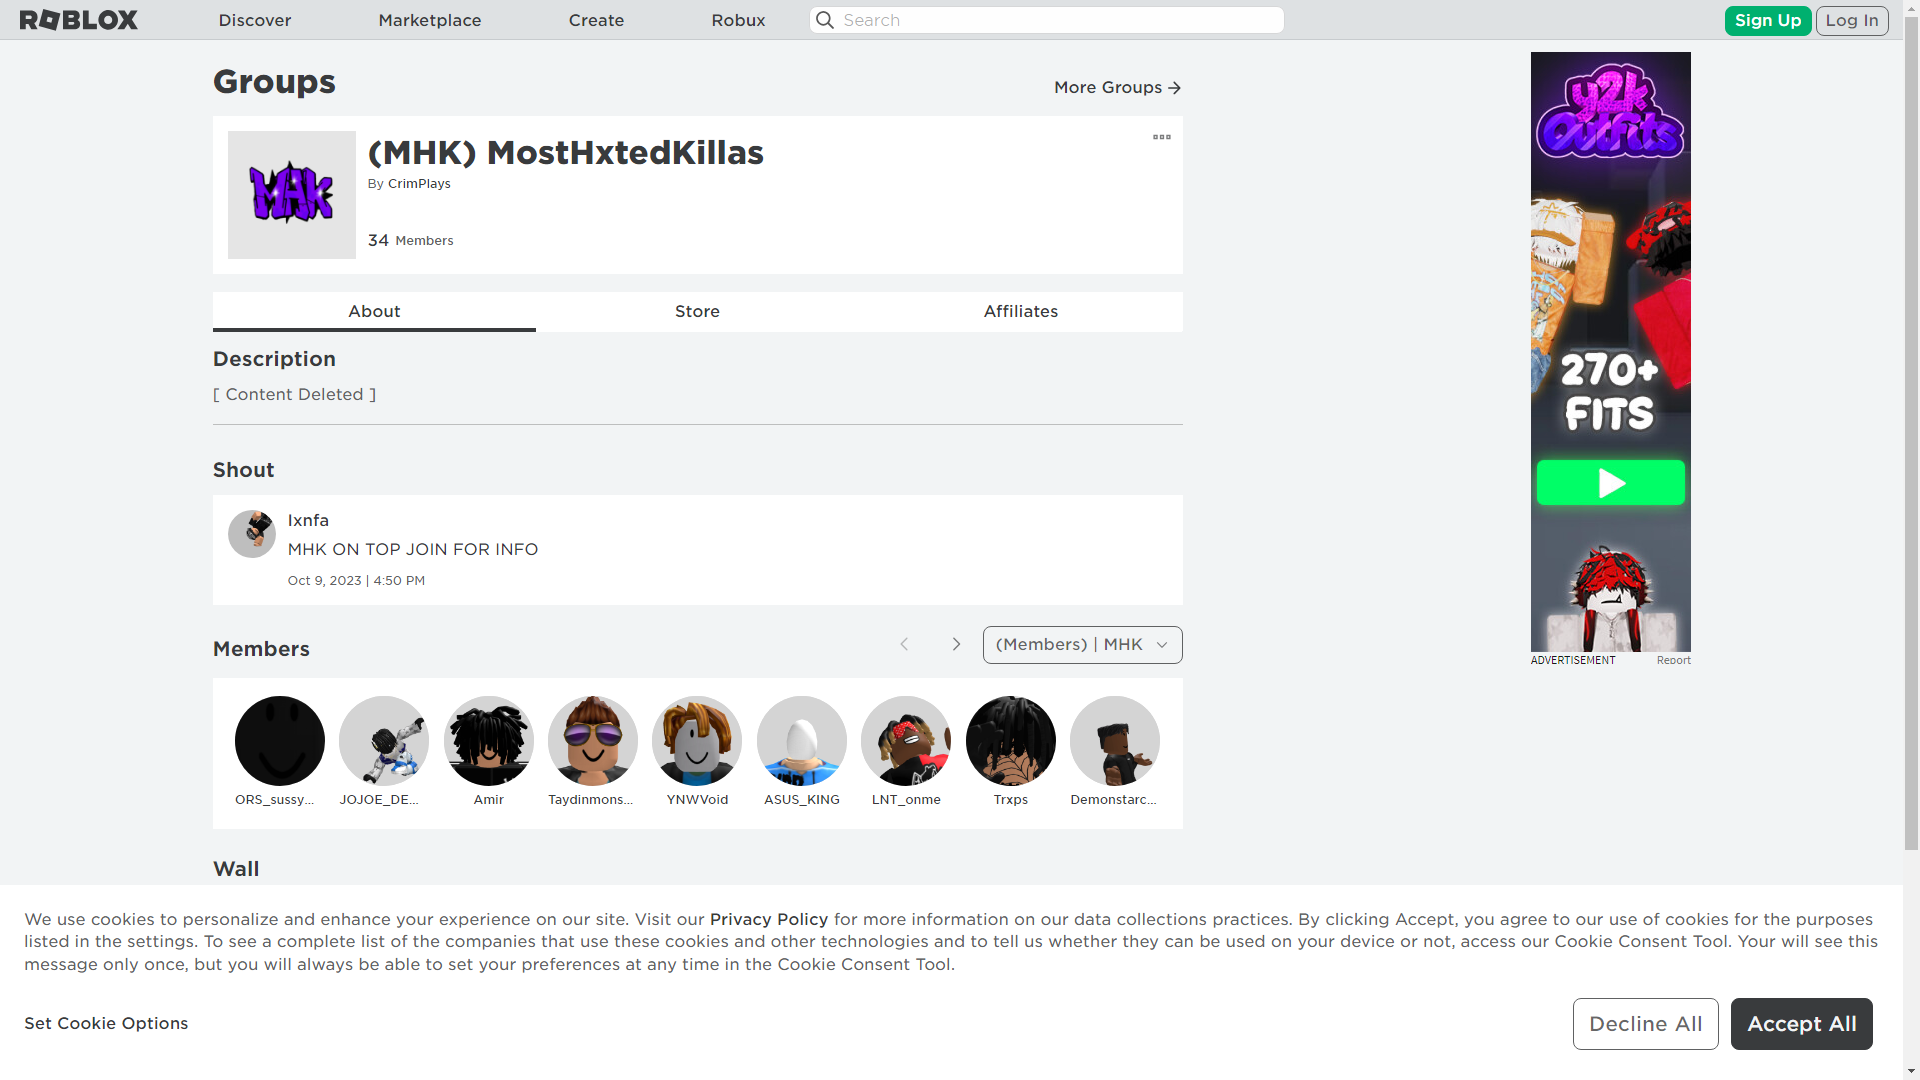 ROBLOX
Discover
Marketplace
Create
Robux
Search
Sign Up
Log In
Groups
More Groups
MHK
(MHK) MostHxtedKillas
By CrimPlays
34 Members
About
Store
Affiliates
Description
[ Content Deleted ]
Shout
Ixnfa
MHK ON TOP JOIN FOR INFO
Oct 9, 2023 | 4:50 PM
Members
(Members) | MHK
ORS_sussy...
JOJOE_DE...
Amir
Taydinmons...
YNWVoid
ASUS_KING
LNT_onme
Trxps
Demonstarc...
Wall
y2k
Outfits
270+
FITS
ADVERTISEMENT
Report
We use cookies to personalize and enhance your experience on our site. Visit our Privacy Policy for more information on our data collections practices. By clicking Accept, you agree to our use of cookies for the purposes
listed in the settings. To see a complete list of the companies that use these cookies and other technologies and to tell us whether they can be used on your device or not, access our Cookie Consent Tool. Your will see this
message only once, but you will always be able to set your preferences at any time in the Cookie Consent Tool.
Set Cookie Options
Decline All
Accept All